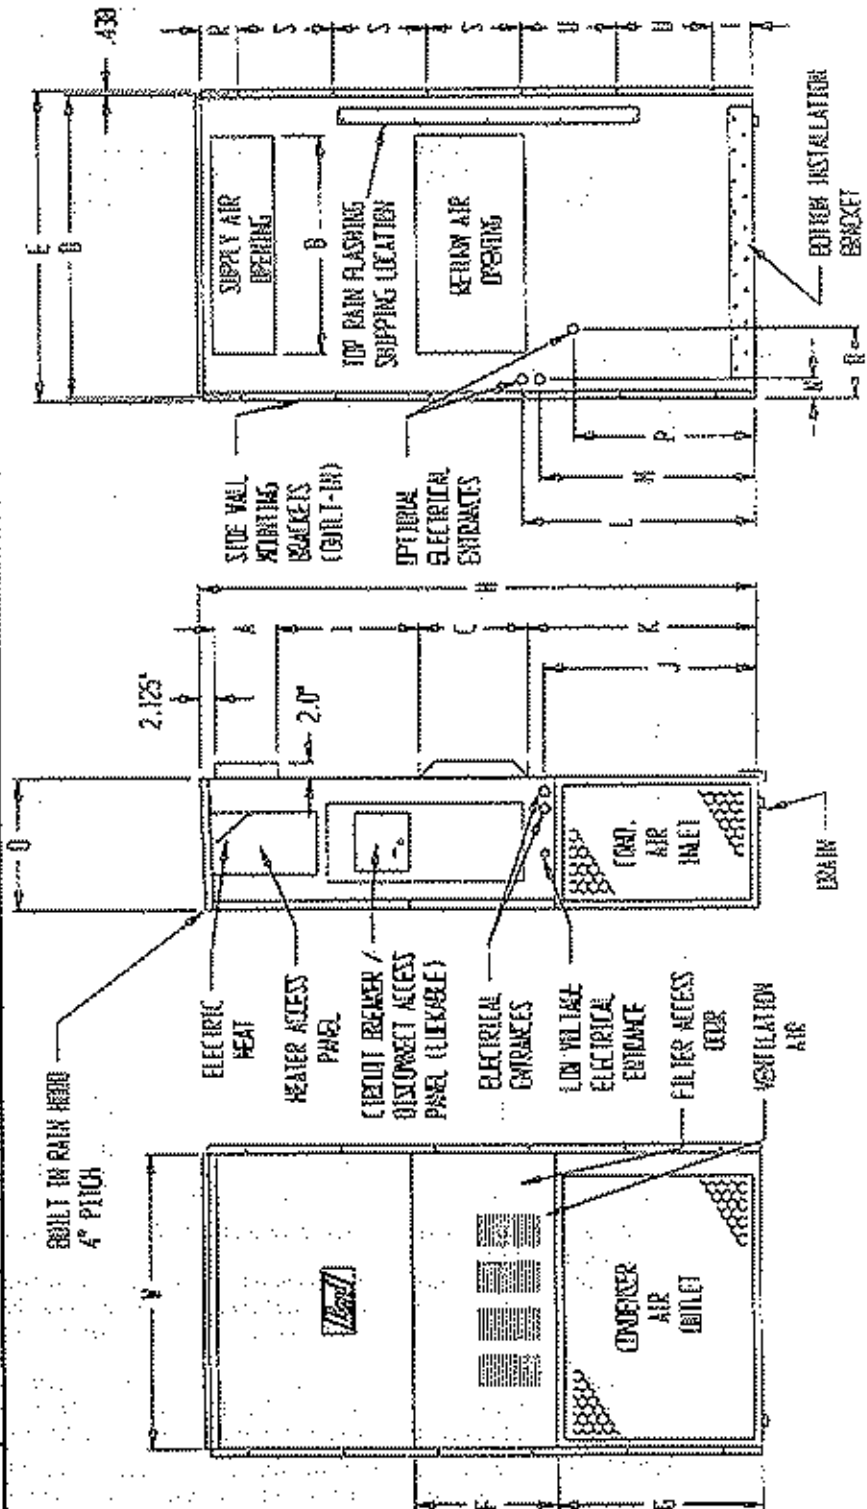 W
Bard
CONDENSER
AIR
OUTLET
F
G
BUILT IN RAIN HOOD
4° PITCH
ELECTRIC
HEAT
HEATER ACCESS
PANEL
CIRCUIT BREAKER /
DISCONNECT ACCESS
PANEL (LOCKABLE)
ELECTRICAL
ENTRANCES
LOW VOLTAGE
ELECTRICAL
ENTRANCE
FILTER ACCESS
DOOR
VENTILATION
AIR
D
2.125"
2.0"
A
I
C
K
J
H
COND.
AIR
INLET
DRAIN
SIDE WALL
MOUNTING
BRACKETS
(BUILT-IN)
OPTIONAL
ELECTRICAL
ENTRANCES
E
O
.430
SUPPLY AIR
OPENING
B
TOP RAIN FLASHING
SHIPPING LOCATION
RETURN AIR
OPENING
L
M
P
N
R
BOTTOM INSTALLATION
BRACKET
R
S
S
S